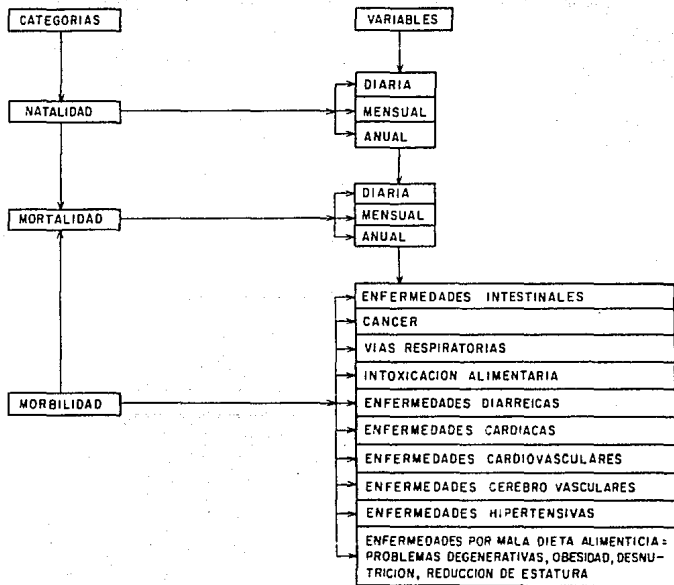 CATEGORIAS
VARIABLES
NATALIDAD
DIARIA
MENSUAL
ANUAL
MORTALIDAD
DIARIA
MENSUAL
ANUAL
MORBILIDAD
ENFERMEDADES INTESTINALES
CANCER
VIAS RESPIRATORIAS
INTOXICACION ALIMENTARIA
ENFERMEDADES DIARREICAS
ENFERMEDADES CARDIACAS
ENFERMEDADES CARDIOVASCULARES
ENFERMEDADES CEREBRO VASCULARES
ENFERMEDADES HIPERTENSIVAS
ENFERMEDADES POR MALA DIETA ALIMENTICIA:
PROBLEMAS DEGENERATIVAS, OBESIDAD, DESNU-
TRICION, REDUCCION DE ESTATURA